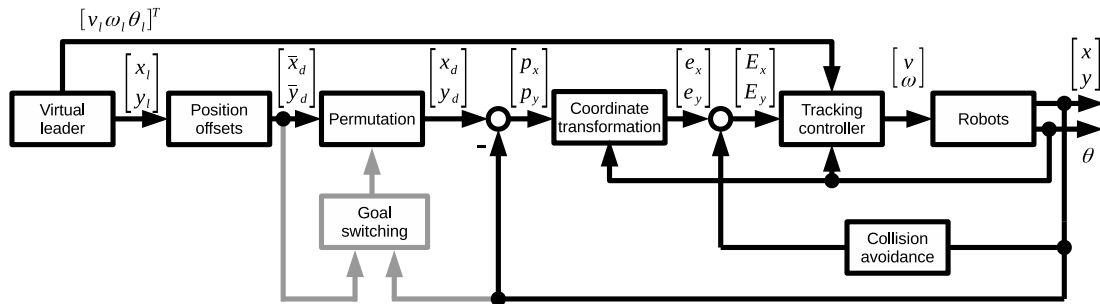 [v_l ω_l θ_l]^T
[x_l
y_l]
[x̅_d
y̅_d]
[x_d
y_d]
[p_x
p_y]
[e_x
e_y]
[E_x
E_y]
[v
ω]
[x
y]
Virtual
leader
Position
offsets
Permutation
-
Coordinate
transformation
Tracking
controller
Robots
θ
Goal
switching
Collision
avoidance